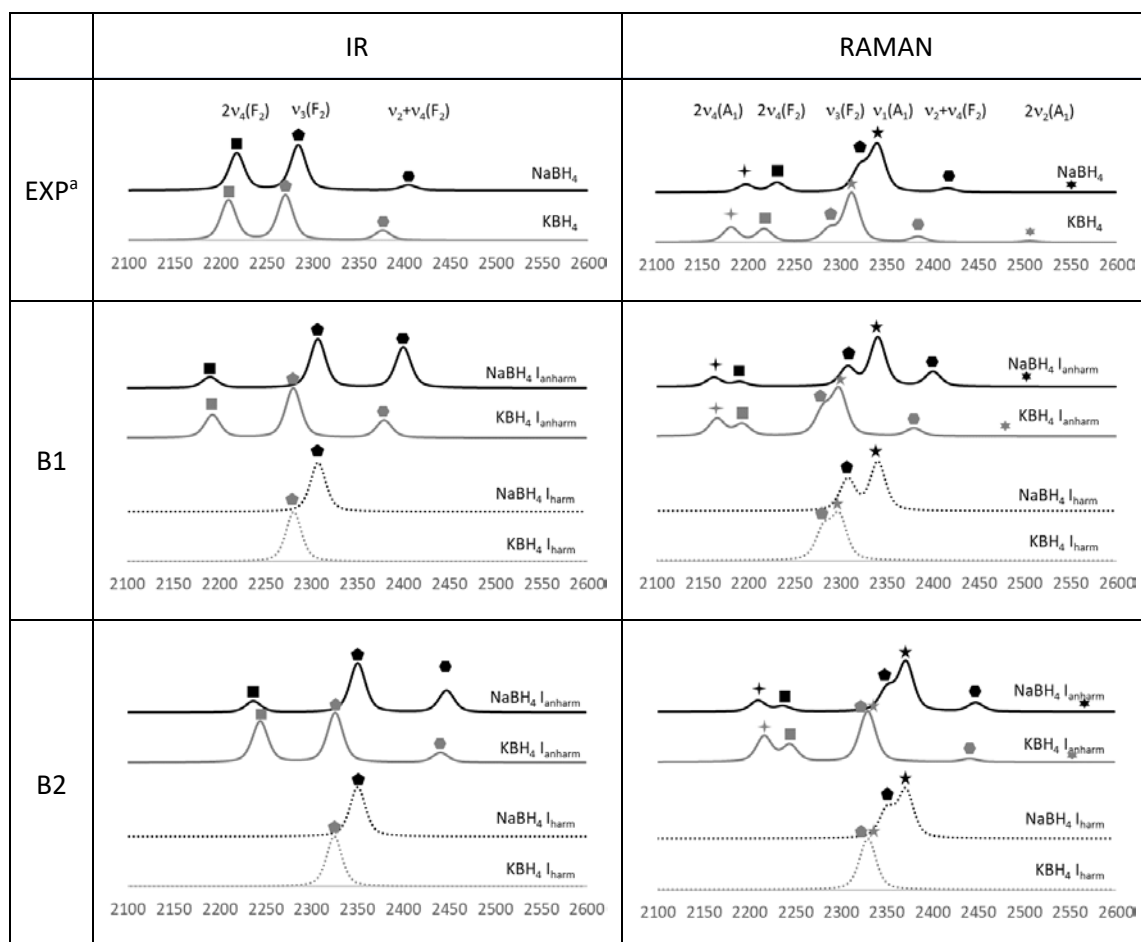 IR RAMAN
EXPᵃ
2ν₄(F₂) ν₃(F₂) ν₂+ν₄(F₂)
NaBH₄
KBH₄
2100 2150 2200 2250 2300 2350 2400 2450 2500 2550 2600
2ν₄(A₁) 2ν₄(F₂) ν₃(F₂) ν₁(A₁) ν₂+ν₄(F₂) 2ν₂(A₁)
NaBH₄
KBH₄
2100 2150 2200 2250 2300 2350 2400 2450 2500 2550 2600
B1
NaBH₄ Iₐₙₕₐᵣₘ
KBH₄ Iₐₙₕₐᵣₘ
NaBH₄ Iₕₐᵣₘ
KBH₄ Iₕₐᵣₘ
2100 2150 2200 2250 2300 2350 2400 2450 2500 2550 2600
NaBH₄ Iₐₙₕₐᵣₘ
KBH₄ Iₐₙₕₐᵣₘ
NaBH₄ Iₕₐᵣₘ
KBH₄ Iₕₐᵣₘ
2100 2150 2200 2250 2300 2350 2400 2450 2500 2550 2600
B2
NaBH₄ Iₐₙₕₐᵣₘ
KBH₄ Iₐₙₕₐᵣₘ
NaBH₄ Iₕₐᵣₘ
KBH₄ Iₕₐᵣₘ
2100 2150 2200 2250 2300 2350 2400 2450 2500 2550 2600
NaBH₄ Iₐₙₕₐᵣₘ
KBH₄ Iₐₙₕₐᵣₘ
NaBH₄ Iₕₐᵣₘ
KBH₄ Iₕₐᵣₘ
2100 2150 2200 2250 2300 2350 2400 2450 2500 2550 2600